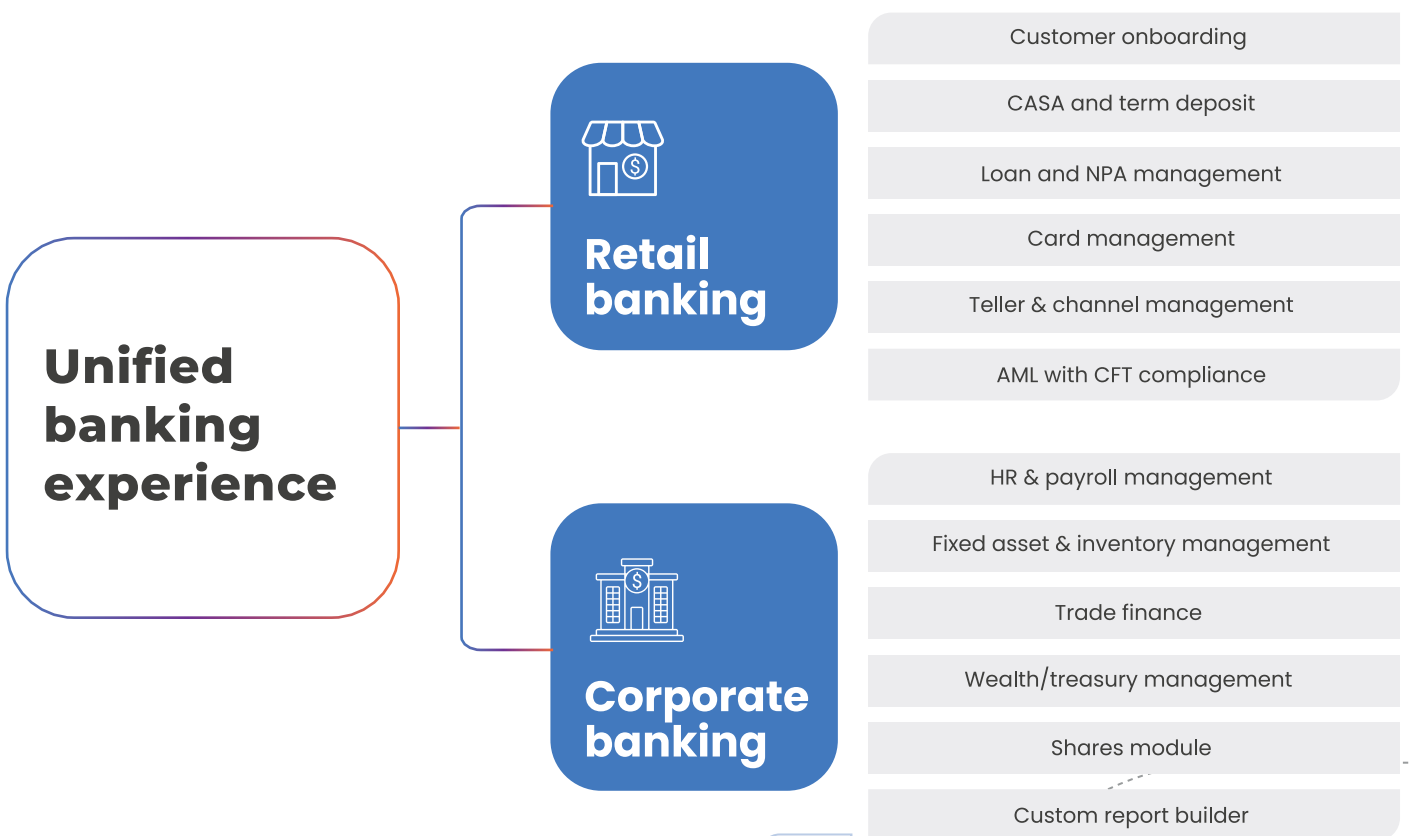 Unified
banking
experience
$
Retail
banking
Customer onboarding
CASA and term deposit
Loan and NPA management
Card management
Teller & channel management
AML with CFT compliance
$
Corporate
banking
HR & payroll management
Fixed asset & inventory management
Trade finance
Wealth/treasury management
Shares module
Custom report builder